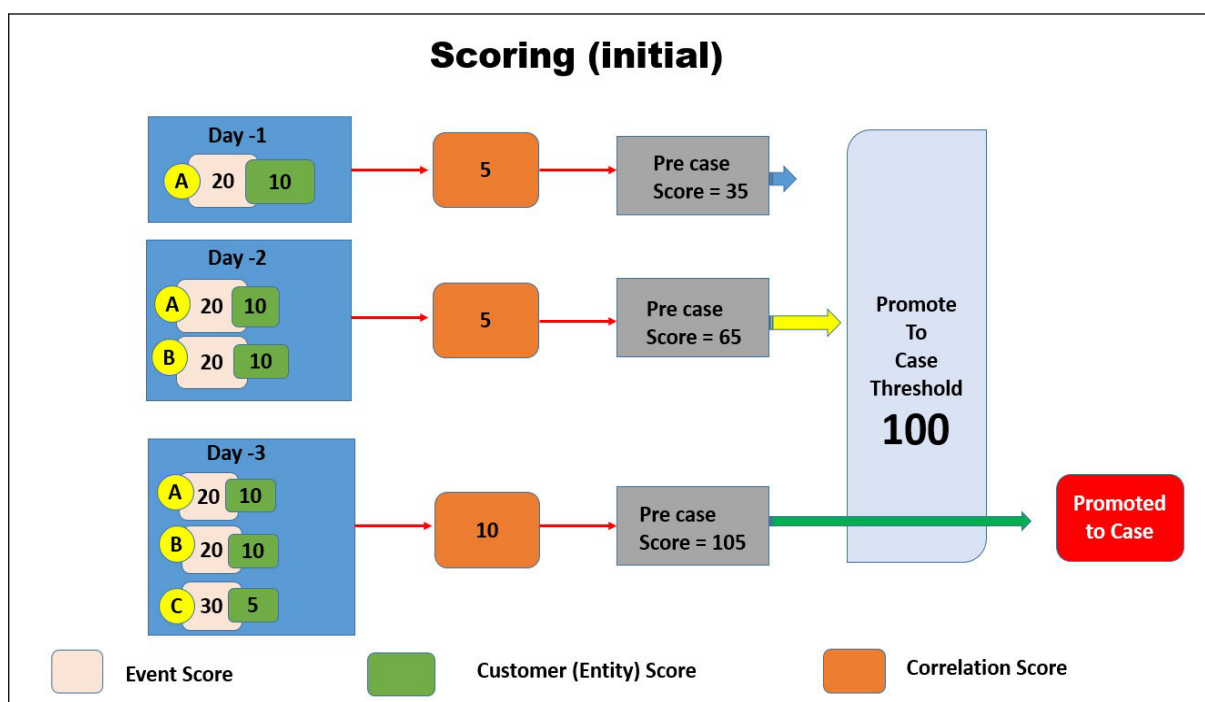 Scoring (initial)
Day -1
A 20 10
5
Pre case
Score = 35
Day -2
A 20 10
B 20 10
5
Pre case
Score = 65
Day -3
A 20 10
B 20 10
C 30 5
10
Pre case
Score = 105
Promote
To
Case
Threshold
100
Promoted
to Case
Event Score
Customer (Entity) Score
Correlation Score